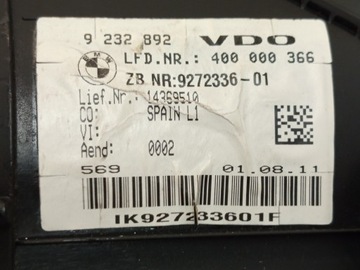 9 232 892 VDO
LFD.NR.: 400 000 366
ZB NR:9272336-01
Lief.Nr.: 14369510
CO: SPAIN LI
VI:
Aend: 0002
569 01.08.11
IK927233601F